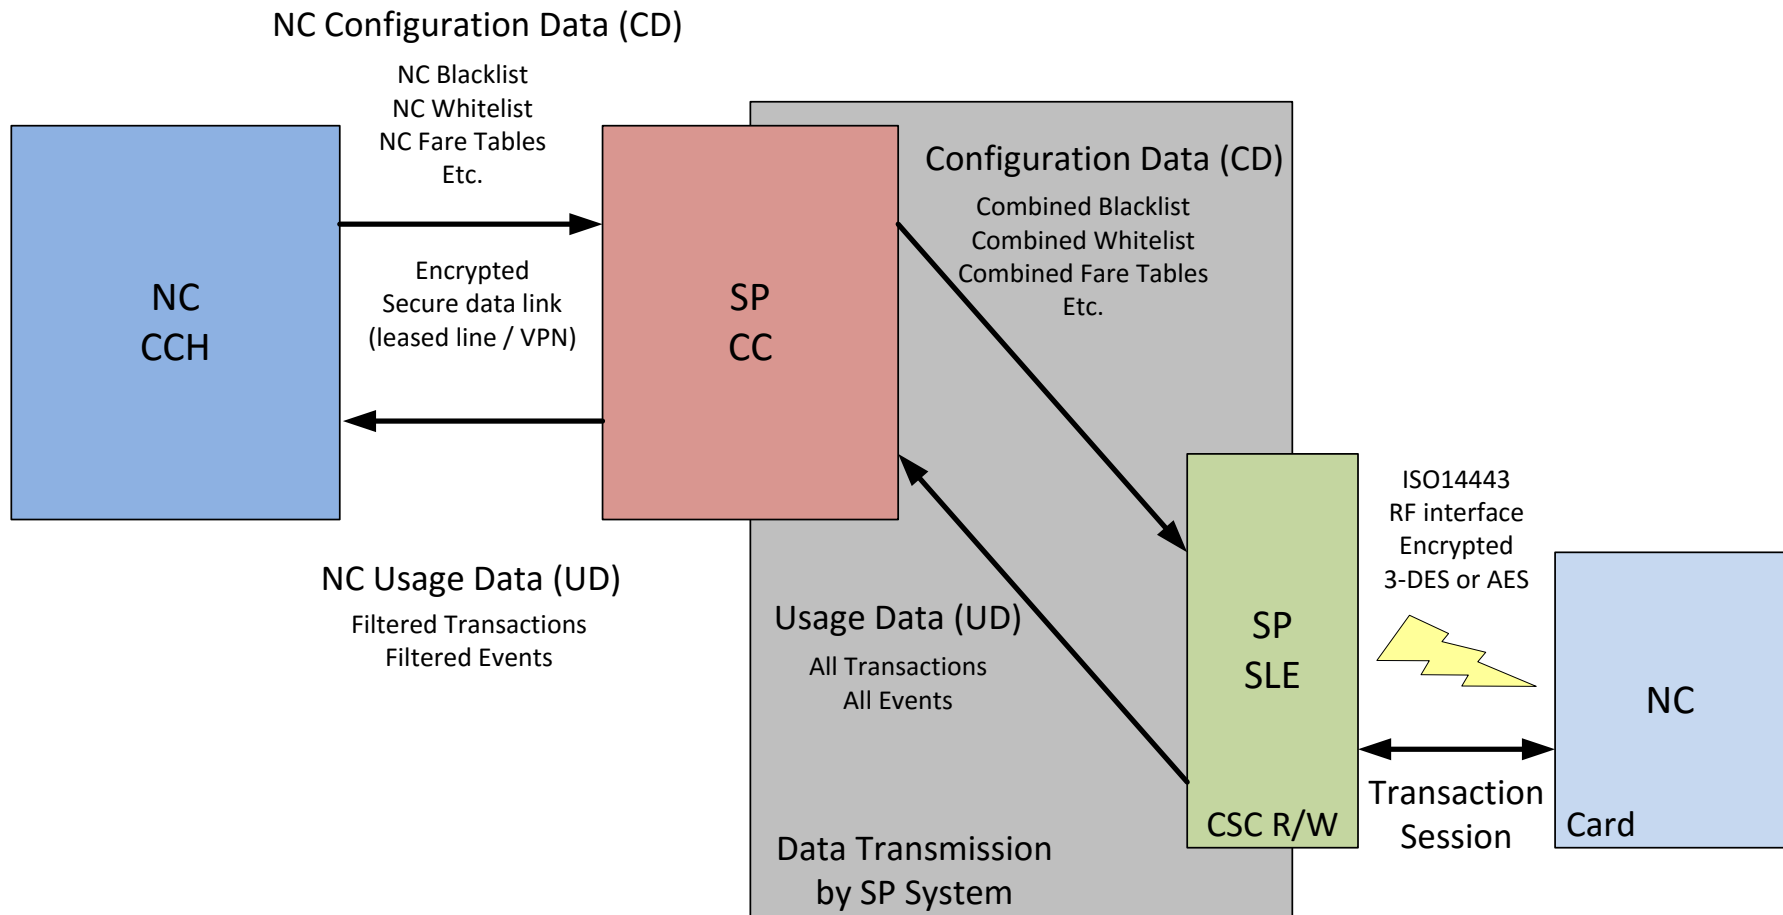 NC Configuration Data (CD)
NC Blacklist
NC Whitelist
NC Fare Tables
Etc.
NC
CCH
Encrypted
Secure data link
(leased line / VPN)
SP
CC
Configuration Data (CD)
Combined Blacklist
Combined Whitelist
Combined Fare Tables
Etc.
NC Usage Data (UD)
Filtered Transactions
Filtered Events
Usage Data (UD)
All Transactions
All Events
Data Transmission
by SP System
SP
SLE
CSC R/W
ISO14443
RF interface
Encrypted
3-DES or AES
Transaction
Session
NC
Card